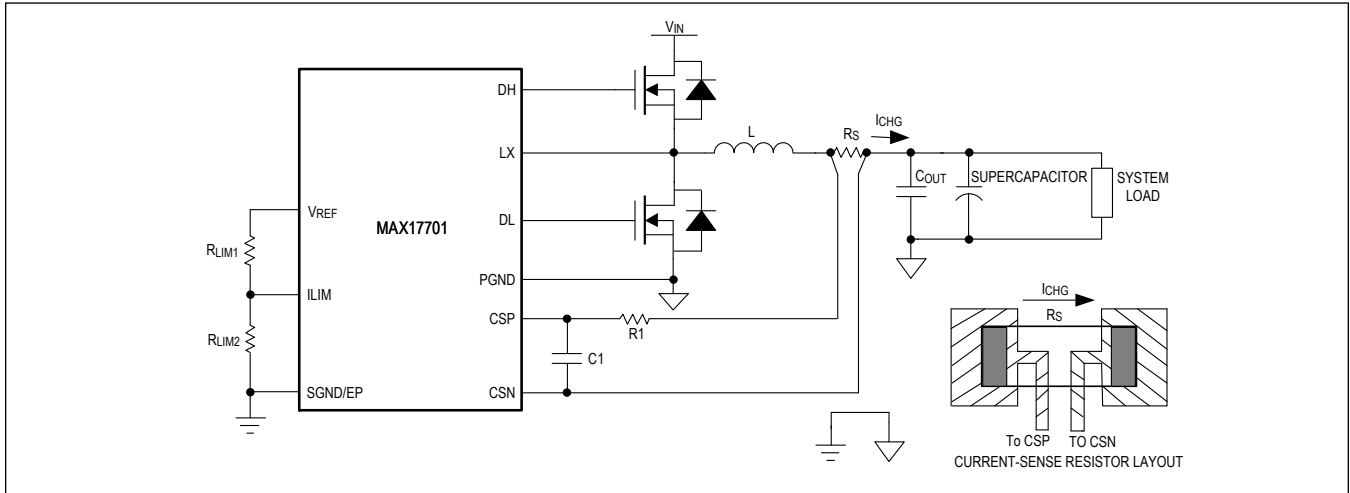 VIN
DH
LX
L
RS
ICHG
COUT
SUPERCAPACITOR
SYSTEM
LOAD
VREF
MAX17701
DL
RLIM1
ILIM
PGND
RLIM2
CSP
R1
C1
SGND/EP
CSN
ICHG
RS
To CSP
TO CSN
CURRENT-SENSE RESISTOR LAYOUT